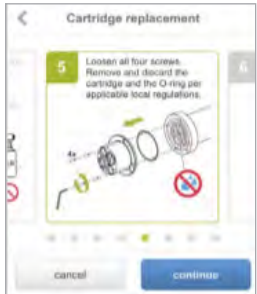 Cartridge replacement
5
Loosen all four screws.
Remove and discard the
cartridge and the O-ring per
applicable local regulations.
6
4x
cancel
continue